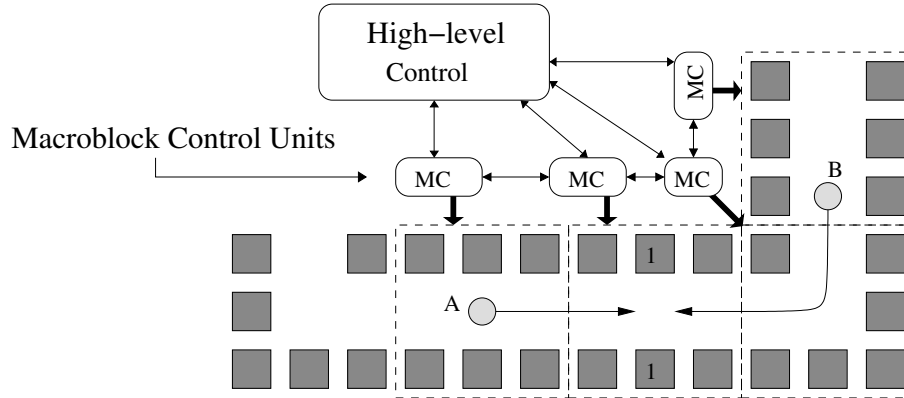 High−level
Control
MC
Macroblock Control Units
MC
MC
MC
B
1
A
1